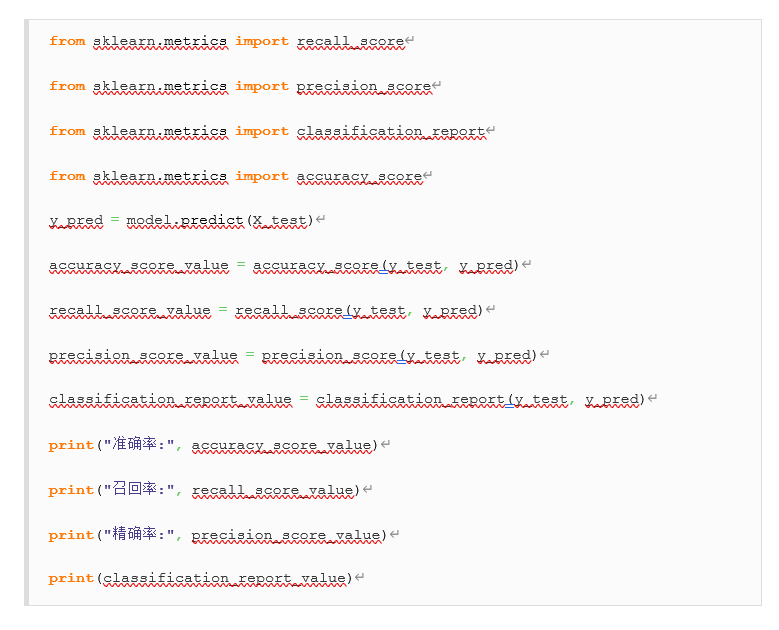 from sklearn.metrics import recall_score↵
from sklearn.metrics import precision_score↵
from sklearn.metrics import classification_report↵
from sklearn.metrics import accuracy_score↵
y_pred = model.predict(X_test)↵
accuracy_score_value = accuracy_score(y_test, y_pred)↵
recall_score_value = recall_score(y_test, y_pred)↵
precision_score_value = precision_score(y_test, y_pred)↵
classification_report_value = classification_report(y_test, y_pred)↵
print("准确率:", accuracy_score_value)↵
print("召回率:", recall_score_value)↵
print("精确率:", precision_score_value)↵
print(classification_report_value)↵